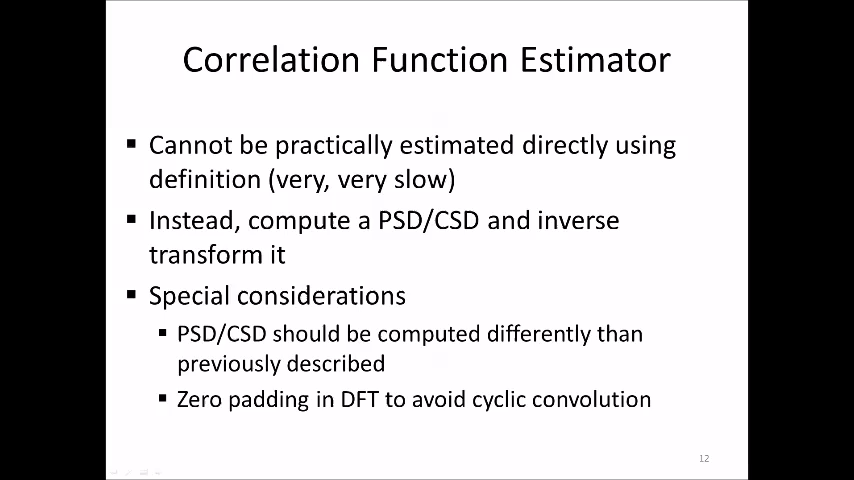 Correlation Function Estimator
▪ Cannot be practically estimated directly using
definition (very, very slow)
▪ Instead, compute a PSD/CSD and inverse
transform it
▪ Special considerations
▪ PSD/CSD should be computed differently than
previously described
▪ Zero padding in DFT to avoid cyclic convolution
12